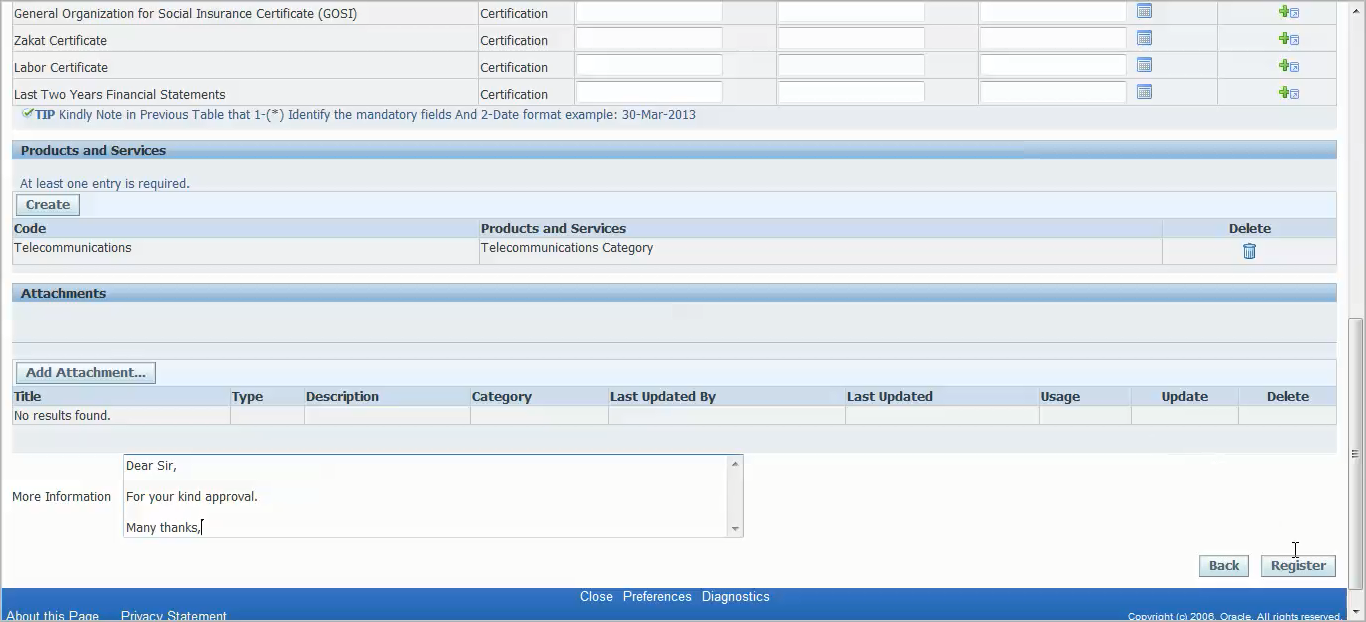 General Organization for Social Insurance Certificate (GOSI) Certification
Zakat Certificate Certification
Labor Certificate Certification
Last Two Years Financial Statements Certification
TIP Kindly Note in Previous Table that 1-(*) Identify the mandatory fields And 2-Date format example: 30-Mar-2013
Products and Services
At least one entry is required.
Create
Code Products and Services Delete
Telecommunications Telecommunications Category
Attachments
Add Attachment...
Title Type Description Category Last Updated By Last Updated Usage Update Delete
No results found.
More Information
Dear Sir,
For your kind approval.
Many thanks,
Back Register
Close Preferences Diagnostics
About this Page Privacy Statement Copyright (c) 2006, Oracle. All rights reserved.